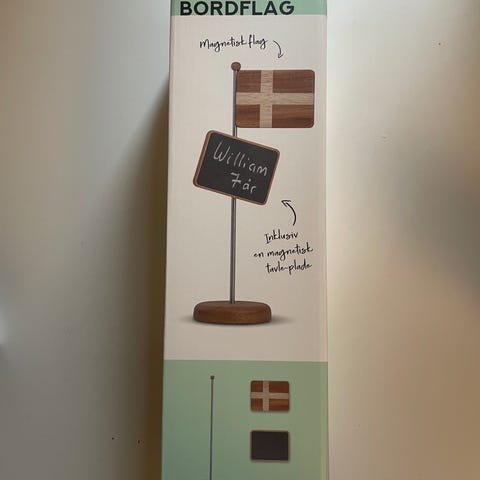 BORDFLAG
Magnetisk flag
William
7 år
Inklusiv
en magnetisk
tavle-plade